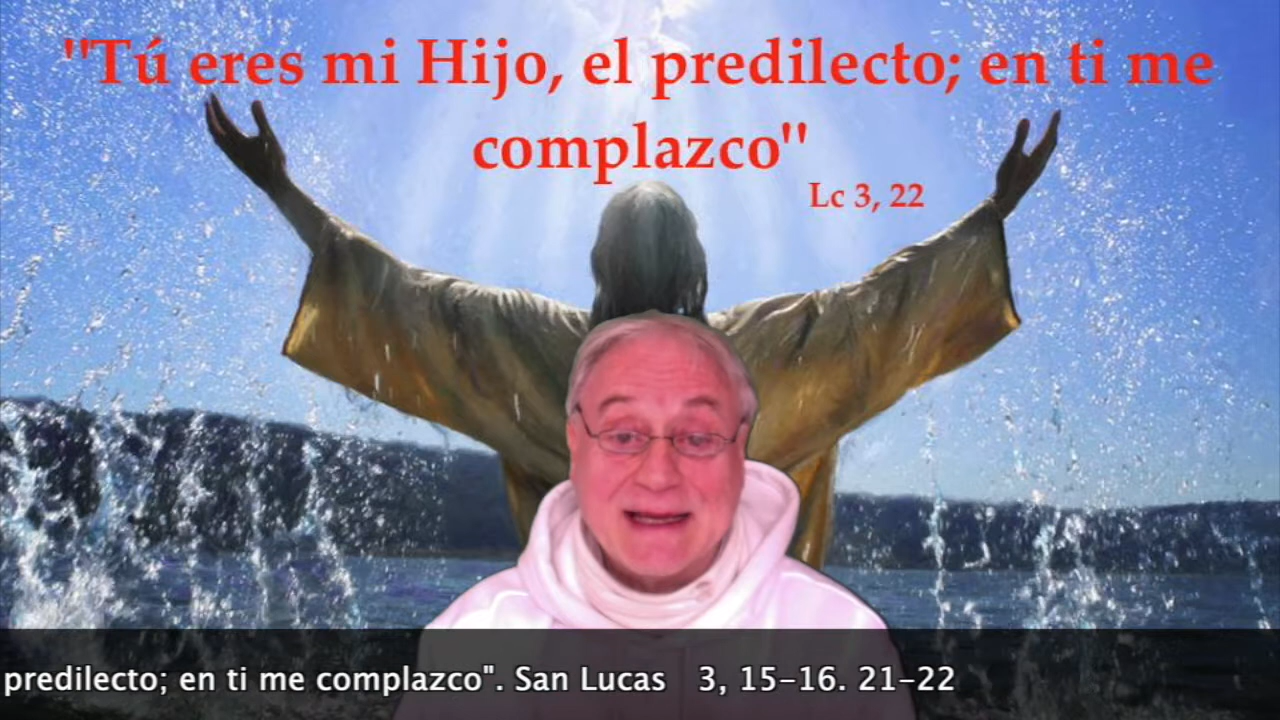 "Tú eres mi Hijo, el predilecto; en ti me
complazco"
Lc 3, 22
predilecto; en ti me complazco". San Lucas 3, 15-16. 21-22